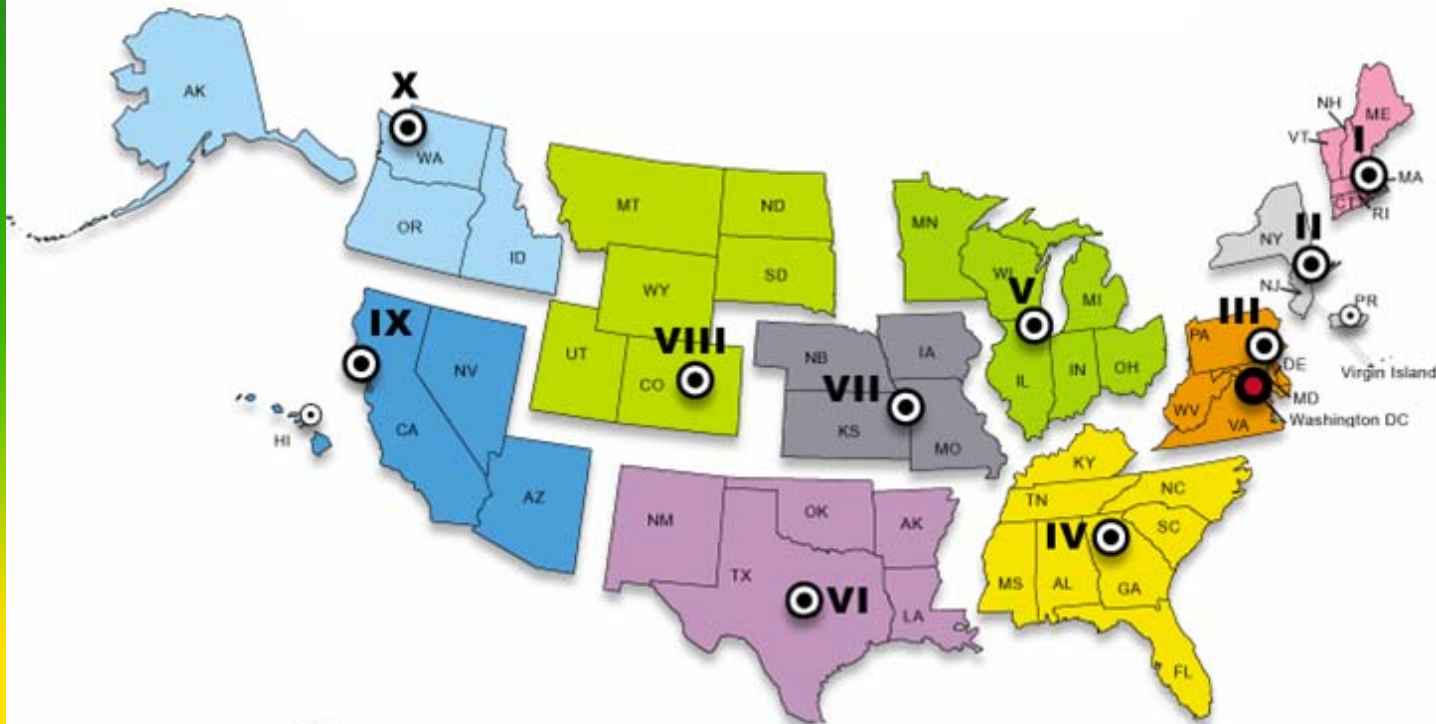 X
NH
AK
ME
VT
I
WA
MA
MT
ND
CT
RI
OR
MN
II
NY
ID
WI
SD
NJ
WY
V
MI
PR
IX
III
PA
VIII
UT
NB
IA
DE
NV
CO
IL
IN
OH
Virgin Island
VII
MD
WV
Washington DC
CA
KS
VA
HI
MO
KY
AZ
TN
NC
NM
OK
AK
SC
IV
TX
MS
AL
GA
VI
LA
FL